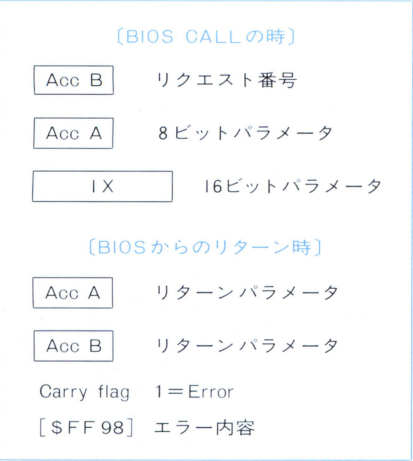 〔BIOS CALLの時〕
Acc B リクエスト番号
Acc A 8ビットパラメータ
IX 16ビットパラメータ
〔BIOSからのリターン時〕
Acc A リターンパラメータ
Acc B リターンパラメータ
Carry flag 1=Error
[$FF98] エラー内容